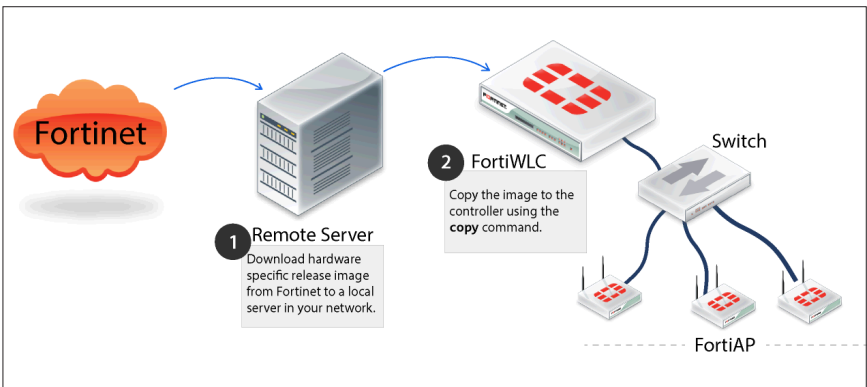 Fortinet
1
Remote Server
Download hardware
specific release image
from Fortinet to a local
server in your network.
FORTINET
2
FortiWLC
Copy the image to the
controller using the
copy command.
Switch
FortiAP